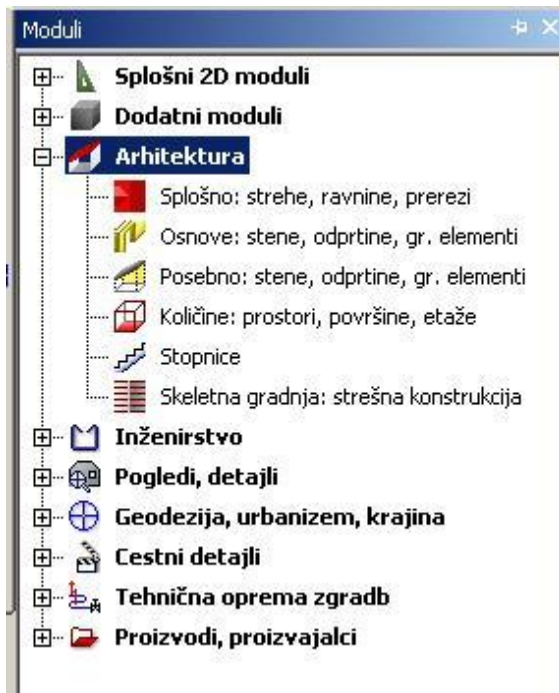 Moduli
Splošni 2D moduli
Dodatni moduli
Arhitektura
Splošno: strehe, ravnine, prerezi
Osnove: stene, odprtine, gr. elementi
Posebno: stene, odprtine, gr. elementi
Količine: prostori, površine, etaže
Stopnice
Skeletna gradnja: strešna konstrukcija
Inženirstvo
Pogledi, detajli
Geodezija, urbanizem, krajina
Cestni detajli
Tehnična oprema zgradb
Proizvodi, proizvajalci